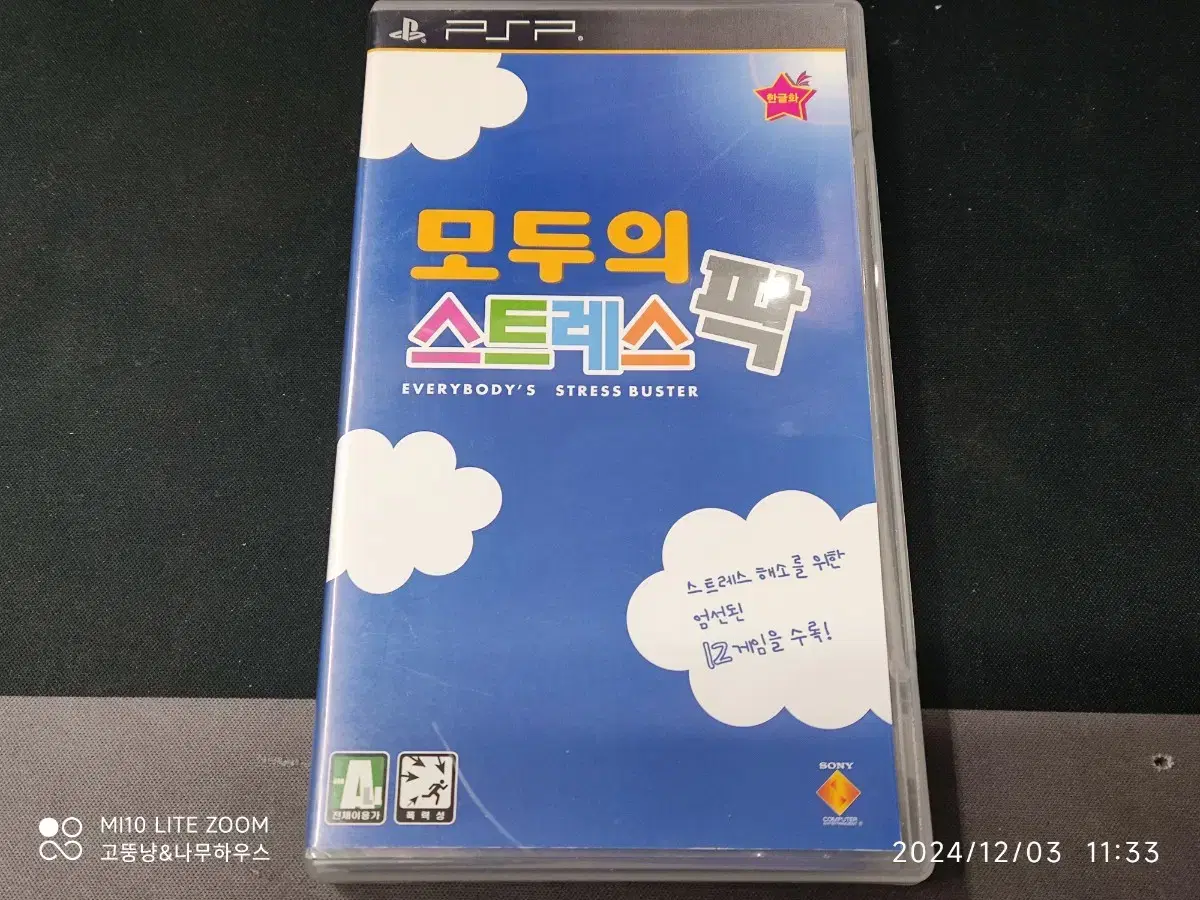 PSP
한글화
모두의
스트레스 팍
EVERYBODY'S STRESS BUSTER
스트레스 해소를 위한
엄선된
12게임을 수록!
전체이용가
폭력성
SONY
COMPUTER
MI10 LITE ZOOM
고뚱냥&나무하우스
2024/12/03 11:33